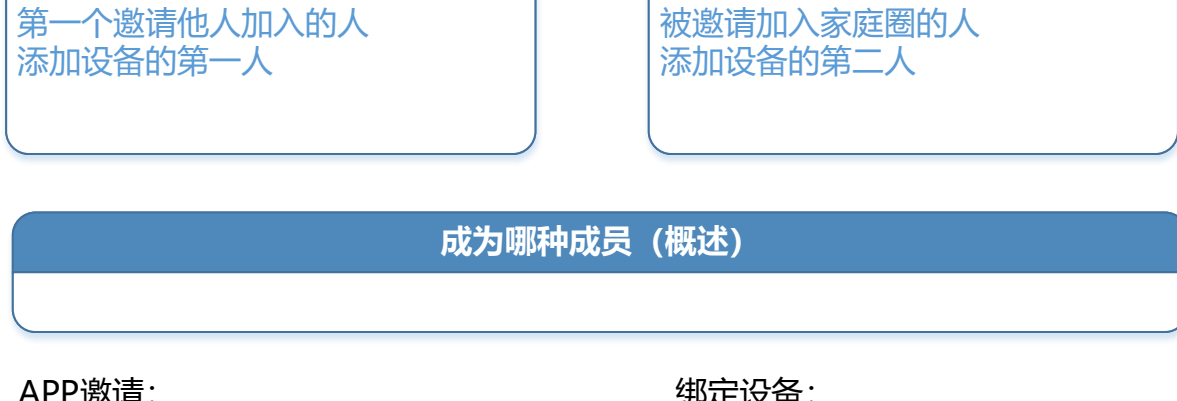 第一个邀请他人加入的人
添加设备的第一人
被邀请加入家庭圈的人
添加设备的第二人
成为哪种成员（概述）
APP邀请：
绑定设备：